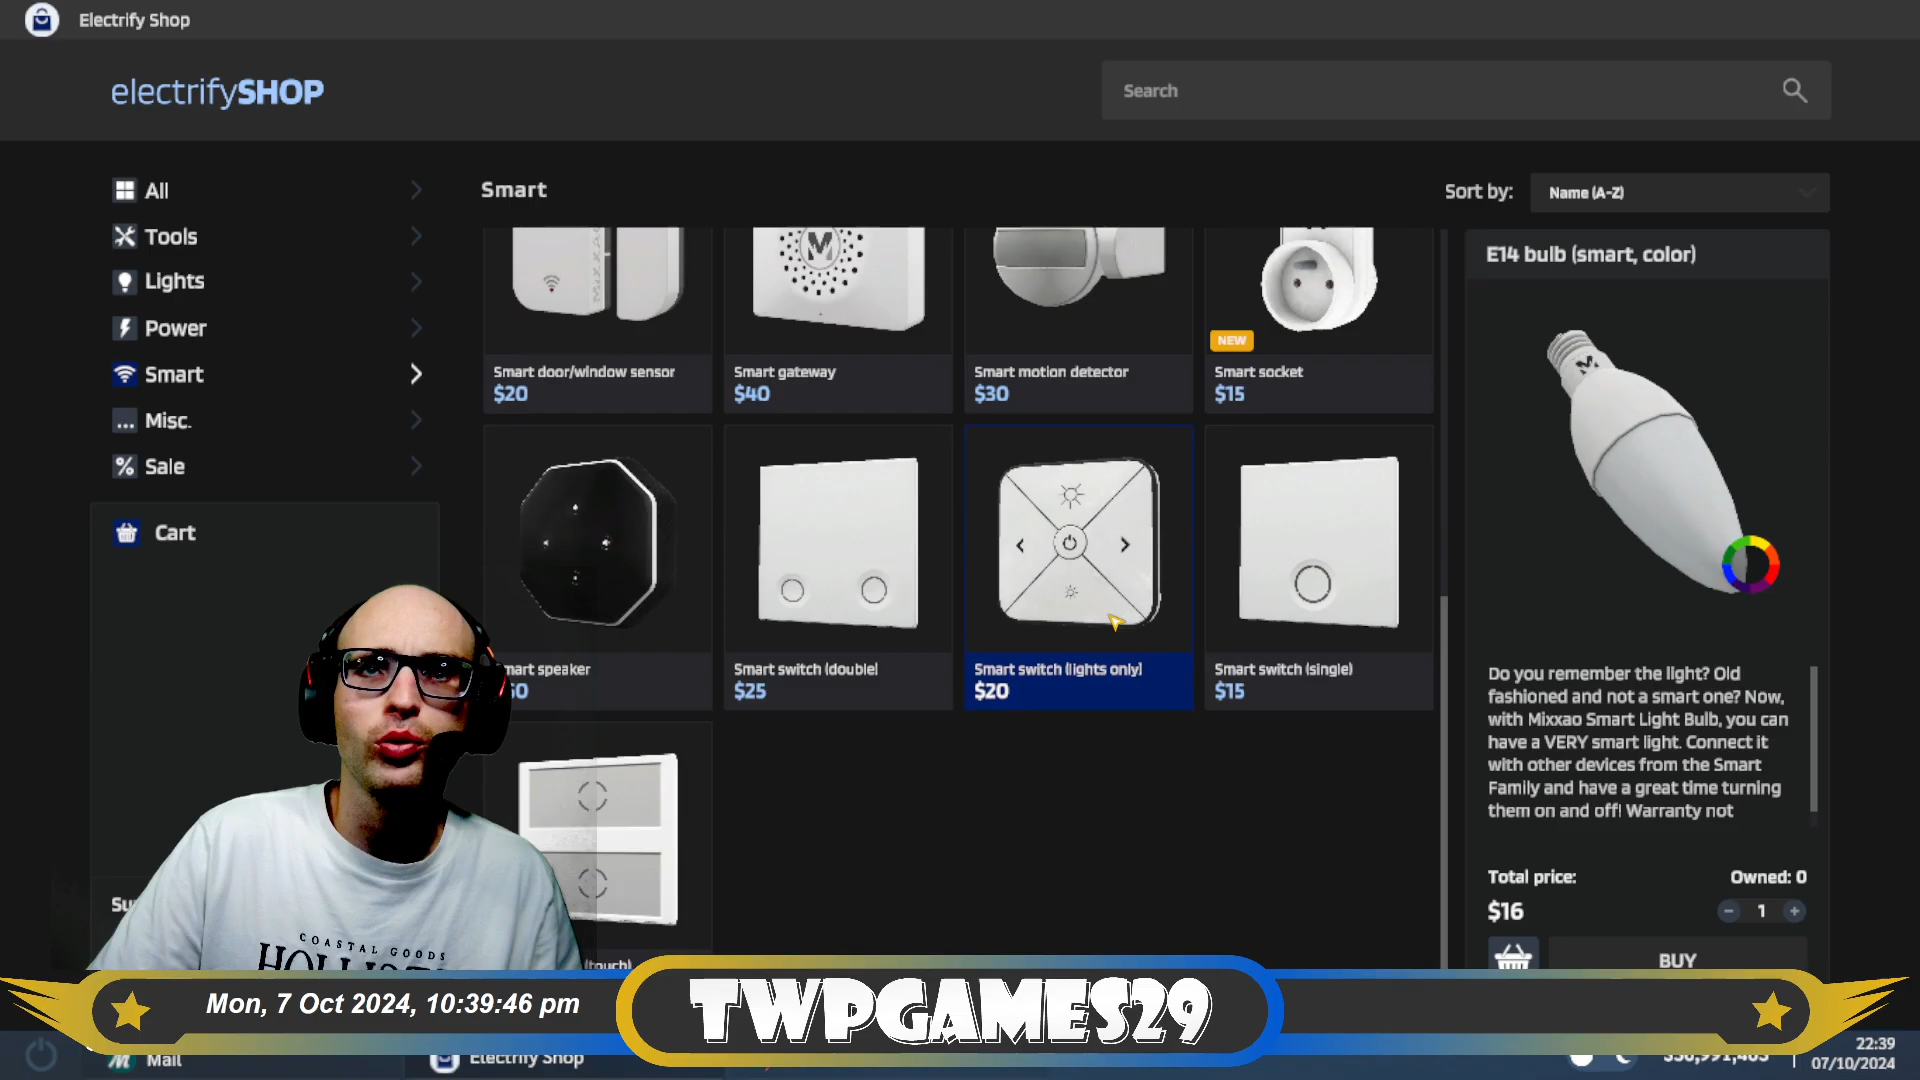 Electrify Shop
electrifySHOP
Search
All
Tools
Lights
Power
Smart
Misc.
Sale
Cart
Smart
Sort by:
Name (A-Z)
Smart door/window sensor
$20
Smart gateway
$40
Smart motion detector
$30
NEW
Smart socket
$15
speaker
Smart switch (double)
$25
Smart switch (lights only)
$20
Smart switch (single)
$15
(touch)
E14 bulb (smart, color)
Do you remember the light? Old
fashioned and not a smart one? Now,
with Mixxao Smart Light Bulb, you can
have a VERY smart light. Connect it
with other devices from the Smart
Family and have a great time turning
them on and off! Warranty not
Total price:
Owned: 0
$16
1
BUY
COASTAL GOODS
Mon, 7 Oct 2024, 10:39:46 pm
TWPGAMES29
Mail
Electrify Shop
22:39
07/10/2024